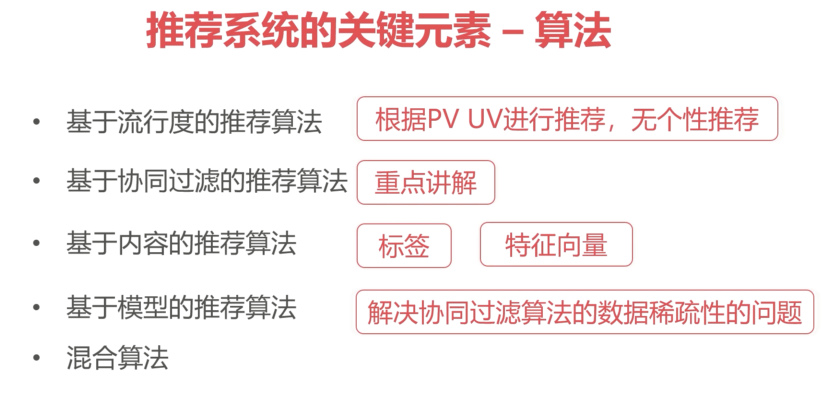 推荐系统的关键元素 – 算法
• 基于流行度的推荐算法 根据PV UV进行推荐，无个性推荐
• 基于协同过滤的推荐算法 重点讲解
• 基于内容的推荐算法 标签 特征向量
• 基于模型的推荐算法 解决协同过滤算法的数据稀疏性的问题
• 混合算法